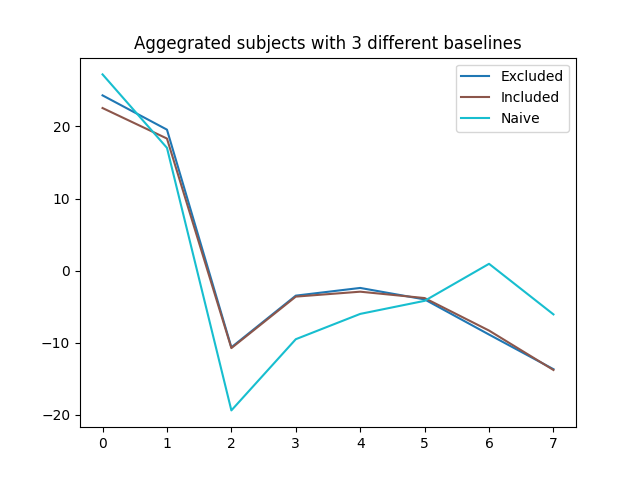 Aggegrated subjects with 3 different baselines
Excluded
Included
Naive
20
10
0
−10
−20
0 1 2 3 4 5 6 7